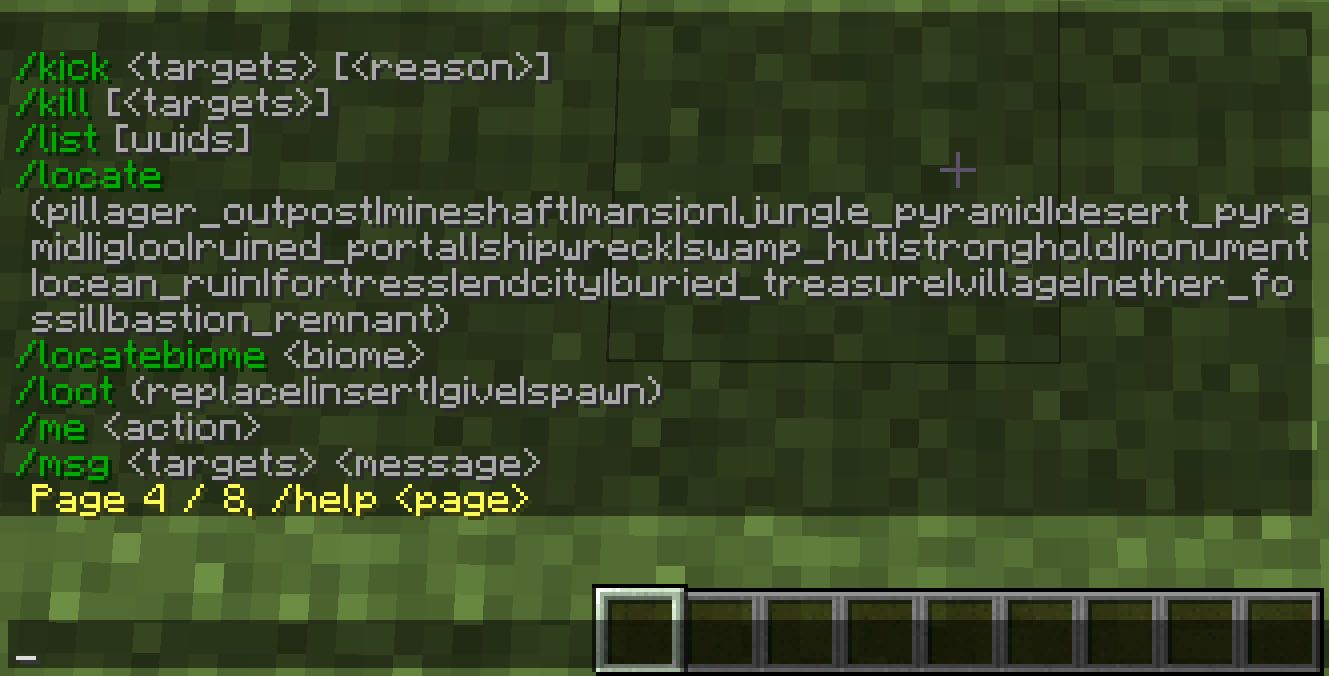 /kick <targets> [<reason>]
/kill [<targets>]
/list [uuids]
/locate
(pillager_outpost|mineshaft|mansion|jungle_pyramid|desert_pyra
mid|igloo|ruined_portal|shipwreck|swamp_hut|stronghold|monument
|ocean_ruin|fortress|endcity|buried_treasure|village|nether_fo
ssil|bastion_remnant)
/locatebiome <biome>
/loot (replace|insert|give|spawn)
/me <action>
/msg <targets> <message>
Page 4 / 8, /help <page>
_